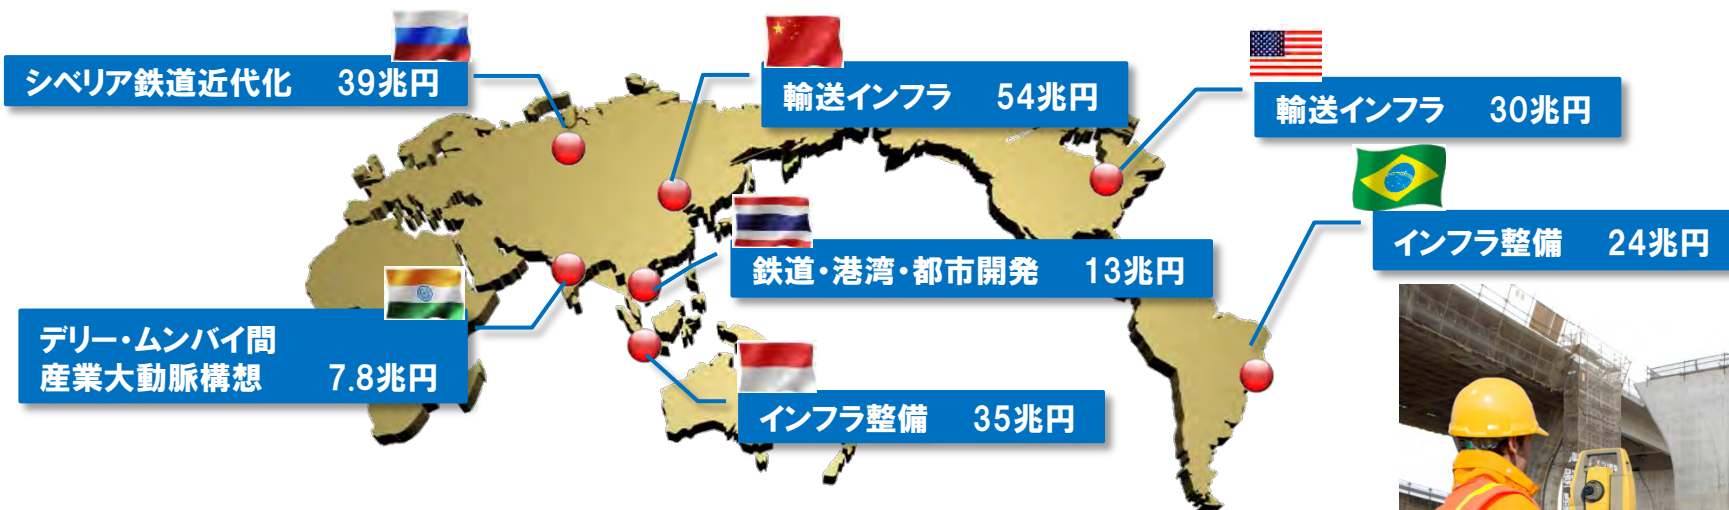 シベリア鉄道近代化 39兆円
輸送インフラ 54兆円
輸送インフラ 30兆円
インフラ整備 24兆円
鉄道・港湾・都市開発 13兆円
デリー・ムンバイ間
産業大動脈構想 7.8兆円
インフラ整備 35兆円